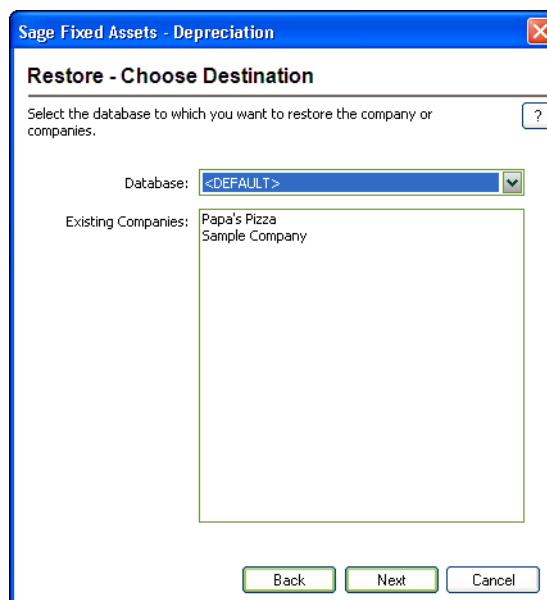 Sage Fixed Assets - Depreciation
Restore - Choose Destination
Select the database to which you want to restore the company or
companies.
?
Database: <DEFAULT>
Existing Companies: Papa's Pizza
Sample Company
Back Next Cancel